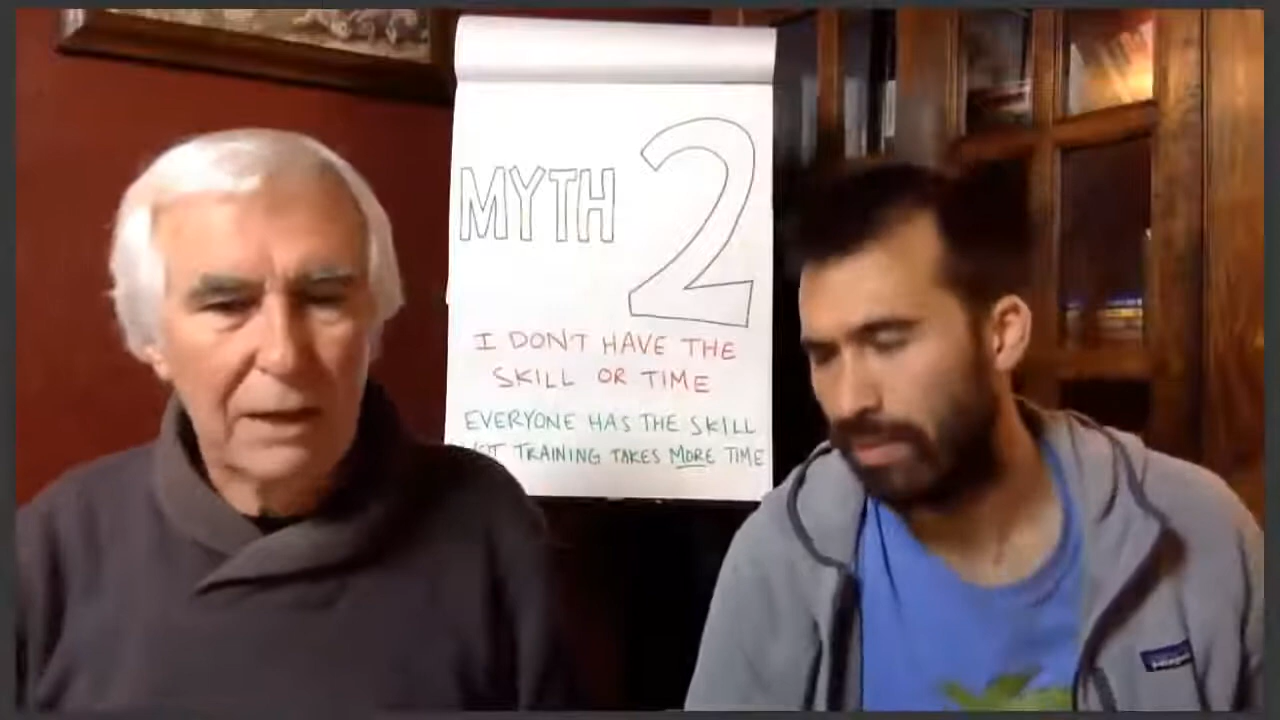 MYTH 2
I DON'T HAVE THE
SKILL OR TIME
EVERYONE HAS THE SKILL
TRAINING TAKES MORE TIME